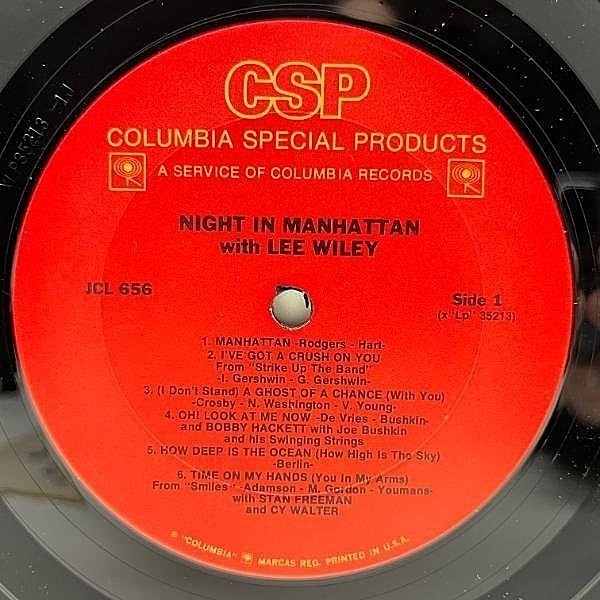 CSP
COLUMBIA SPECIAL PRODUCTS
A SERVICE OF COLUMBIA RECORDS
NIGHT IN MANHATTAN
with LEE WILEY
JCL 656
Side 1
(x"Lp" 35213)
1. MANHATTAN -Rodgers - Hart-
2. I'VE GOT A CRUSH ON YOU
From "Strike Up The Band"
-I. Gershwin - G. Gershwin-
3. (I Don't Stand) A GHOST OF A CHANCE (With You)
-Crosby - N. Washington - V. Young-
4. OH! LOOK AT ME NOW -De Vries - Bushkin-
and BOBBY HACKETT with Joe Bushkin
and his Swinging Strings
5. HOW DEEP IS THE OCEAN (How High Is The Sky)
-Berlin-
6. TIME ON MY HANDS (You In My Arms)
From "Smiles" -Adamson - M. Gordon - Youmans-
with STAN FREEMAN
and CY WALTER
® "COLUMBIA" MARCAS REG. PRINTED IN U.S.A.